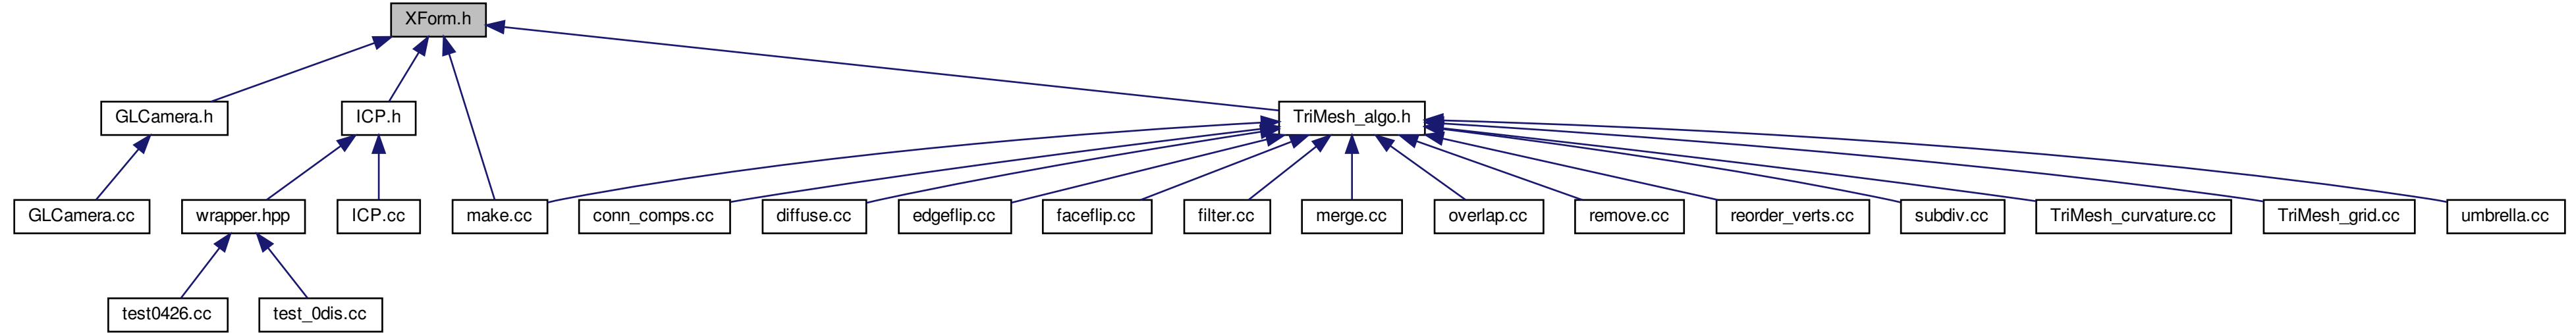 XForm.h
GLCamera.h
ICP.h
TriMesh_algo.h
GLCamera.cc
wrapper.hpp
ICP.cc
make.cc
conn_comps.cc
diffuse.cc
edgeflip.cc
faceflip.cc
filter.cc
merge.cc
overlap.cc
remove.cc
reorder_verts.cc
subdiv.cc
TriMesh_curvature.cc
TriMesh_grid.cc
umbrella.cc
test0426.cc
test_0dis.cc